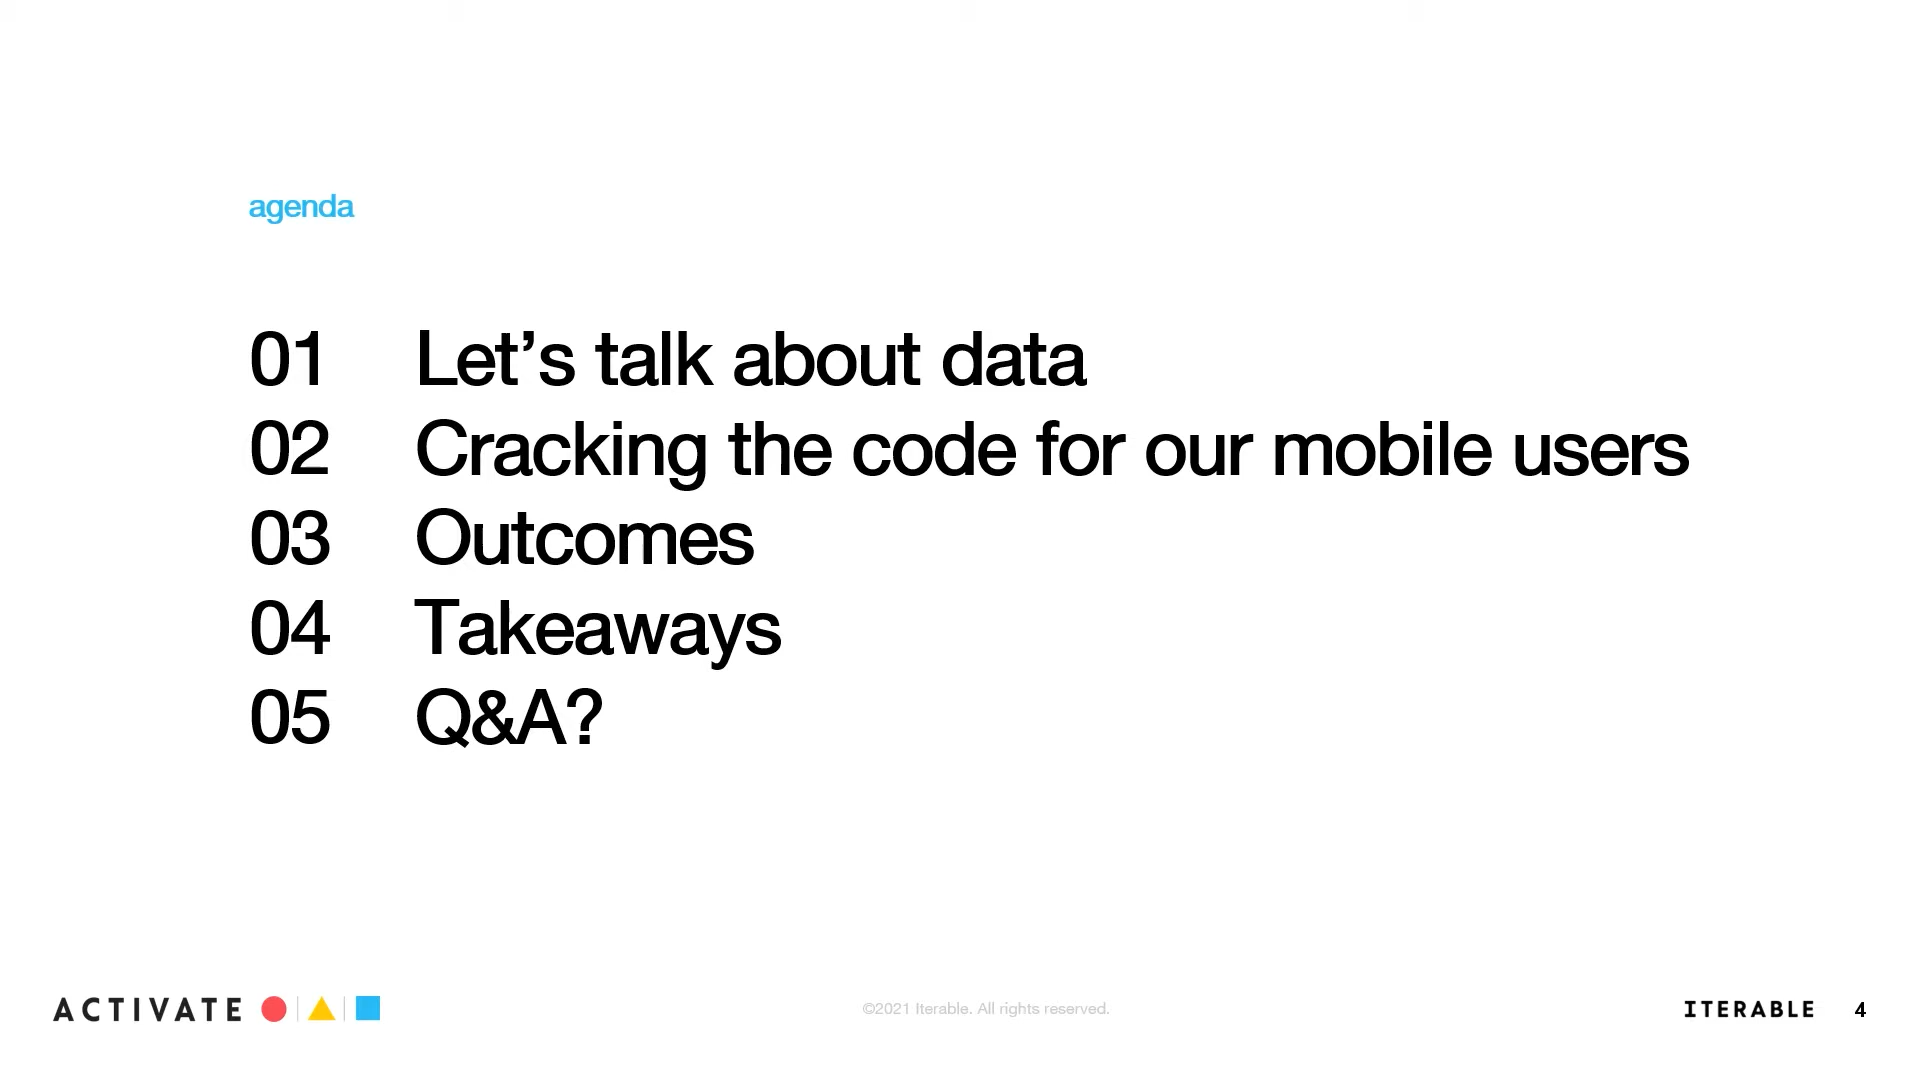 agenda
01 Let’s talk about data
02 Cracking the code for our mobile users
03 Outcomes
04 Takeaways
05 Q&A?
ACTIVATE
©2021 Iterable. All rights reserved.
ITERABLE 4